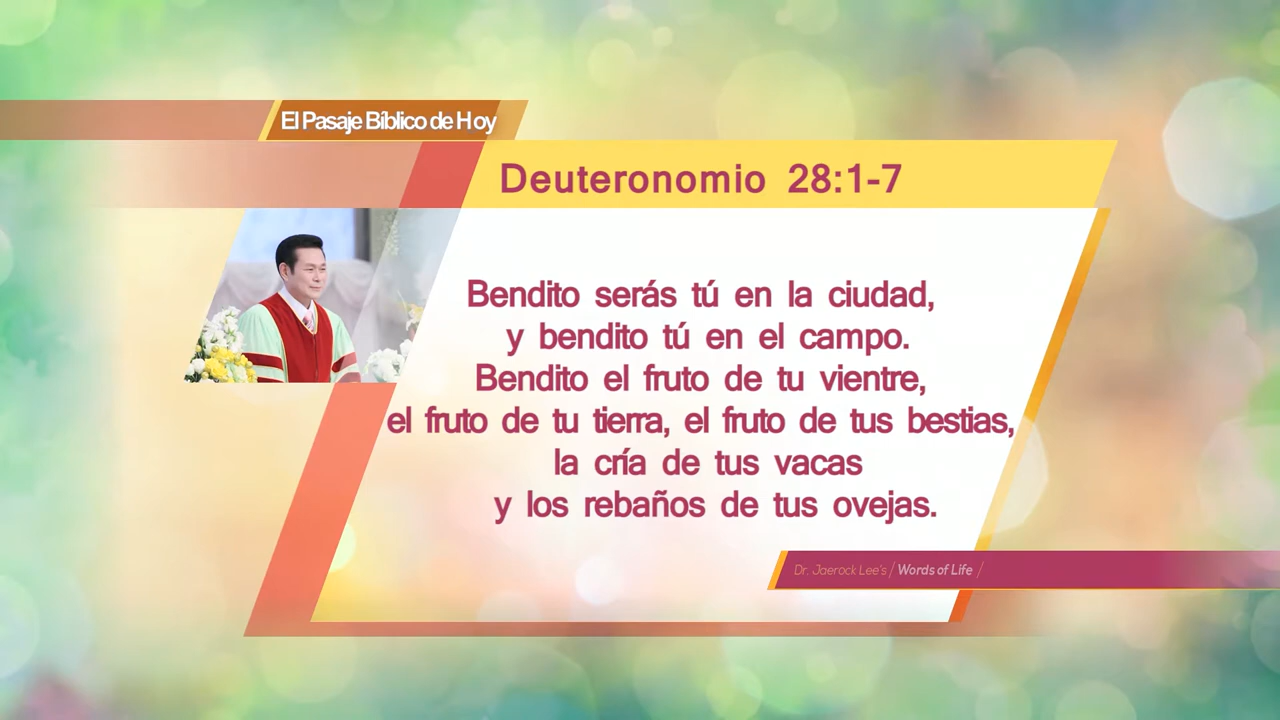 El Pasaje Bíblico de Hoy
Deuteronomio 28:1-7
Bendito serás tú en la ciudad,
y bendito tú en el campo.
Bendito el fruto de tu vientre,
el fruto de tu tierra, el fruto de tus bestias,
la cría de tus vacas
y los rebaños de tus ovejas.
Dr. Jaerock Lee's / Words of Life /